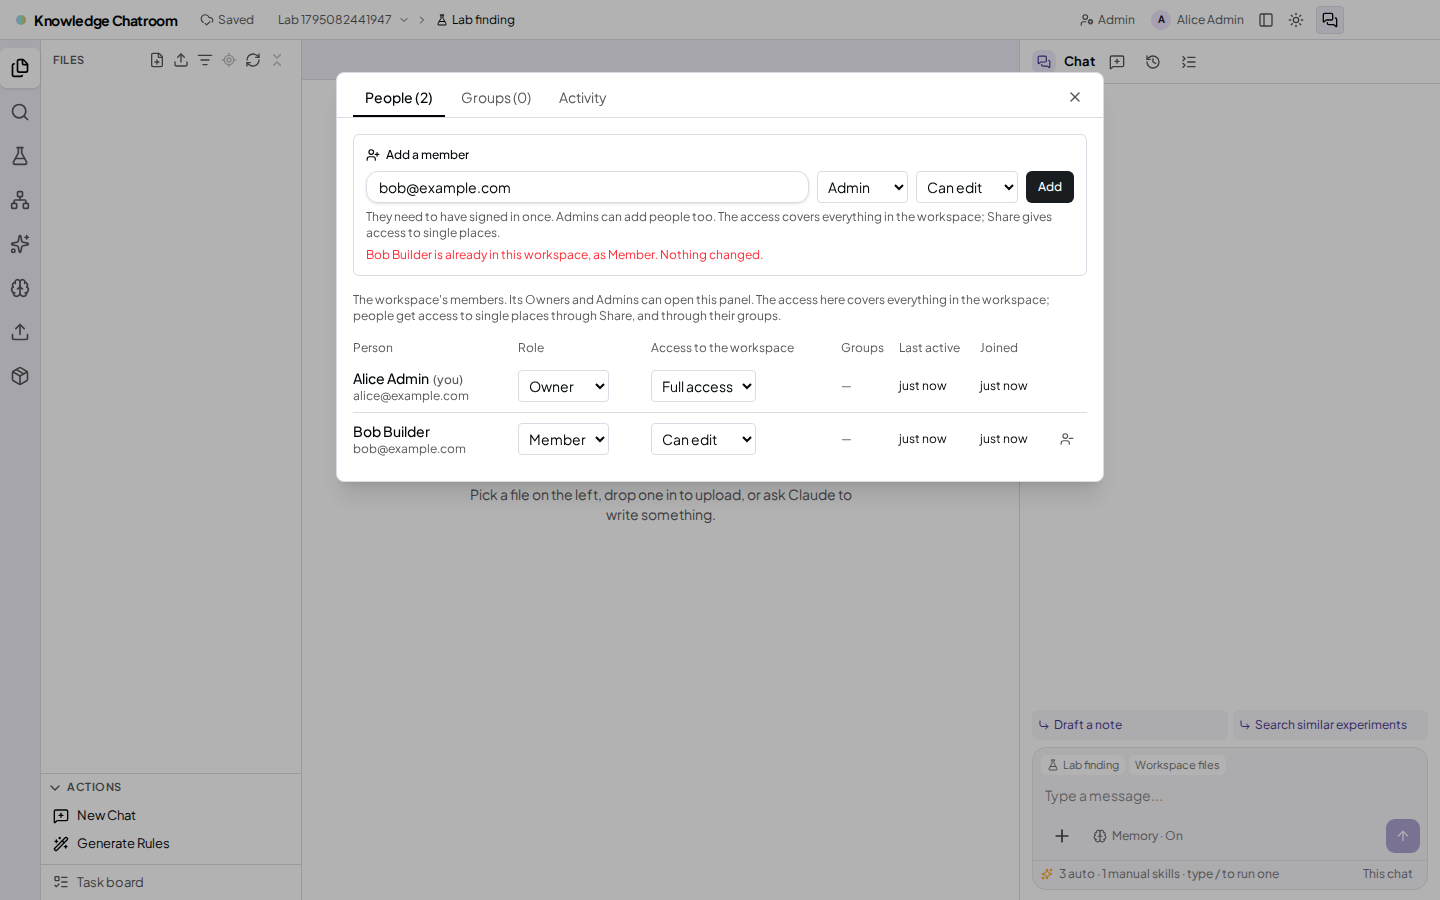 Knowledge Chatroom
Saved
Lab 1795082441947
Lab finding
Admin
A
Alice Admin
FILES
Chat
People (2)
Groups (0)
Activity
Add a member
bob@example.com
Admin
Can edit
Add
They need to have signed in once. Admins can add people too. The access covers everything in the workspace; Share gives
access to single places.
Bob Builder is already in this workspace, as Member. Nothing changed.
The workspace's members. Its Owners and Admins can open this panel. The access here covers everything in the workspace;
people get access to single places through Share, and through their groups.
Person
Role
Access to the workspace
Groups
Last active
Joined
Alice Admin (you)
alice@example.com
Owner
Full access
—
just now
just now
Bob Builder
bob@example.com
Member
Can edit
—
just now
just now
Pick a file on the left, drop one in to upload, or ask Claude to
write something.
Draft a note
Search similar experiments
Lab finding
Workspace files
Type a message...
Memory · On
3 auto · 1 manual skills · type / to run one
This chat
ACTIONS
New Chat
Generate Rules
Task board